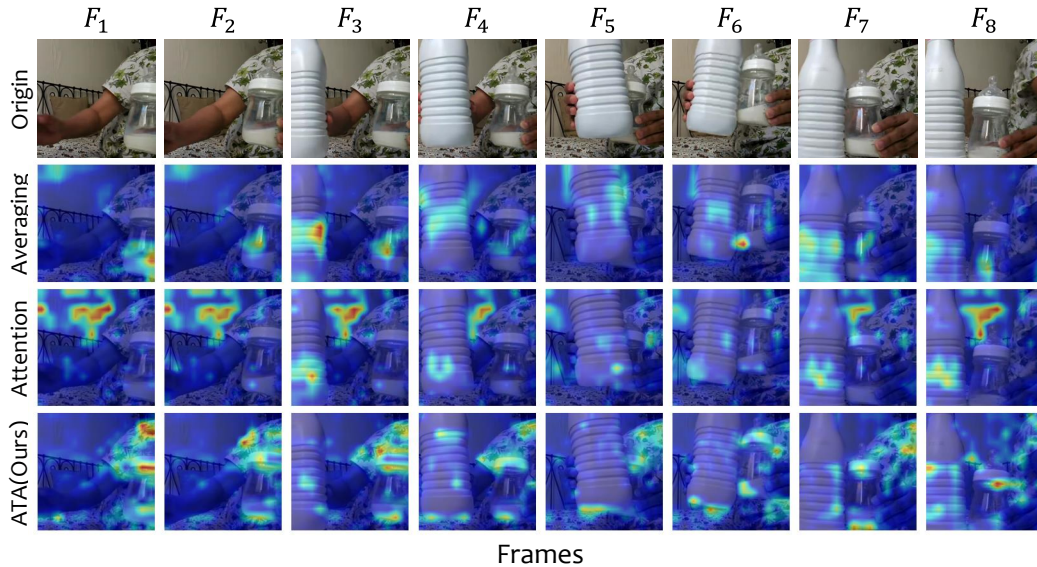 F1 F2 F3 F4 F5 F6 F7 F8
Origin
Averaging
Attention
ATA(Ours)
Frames